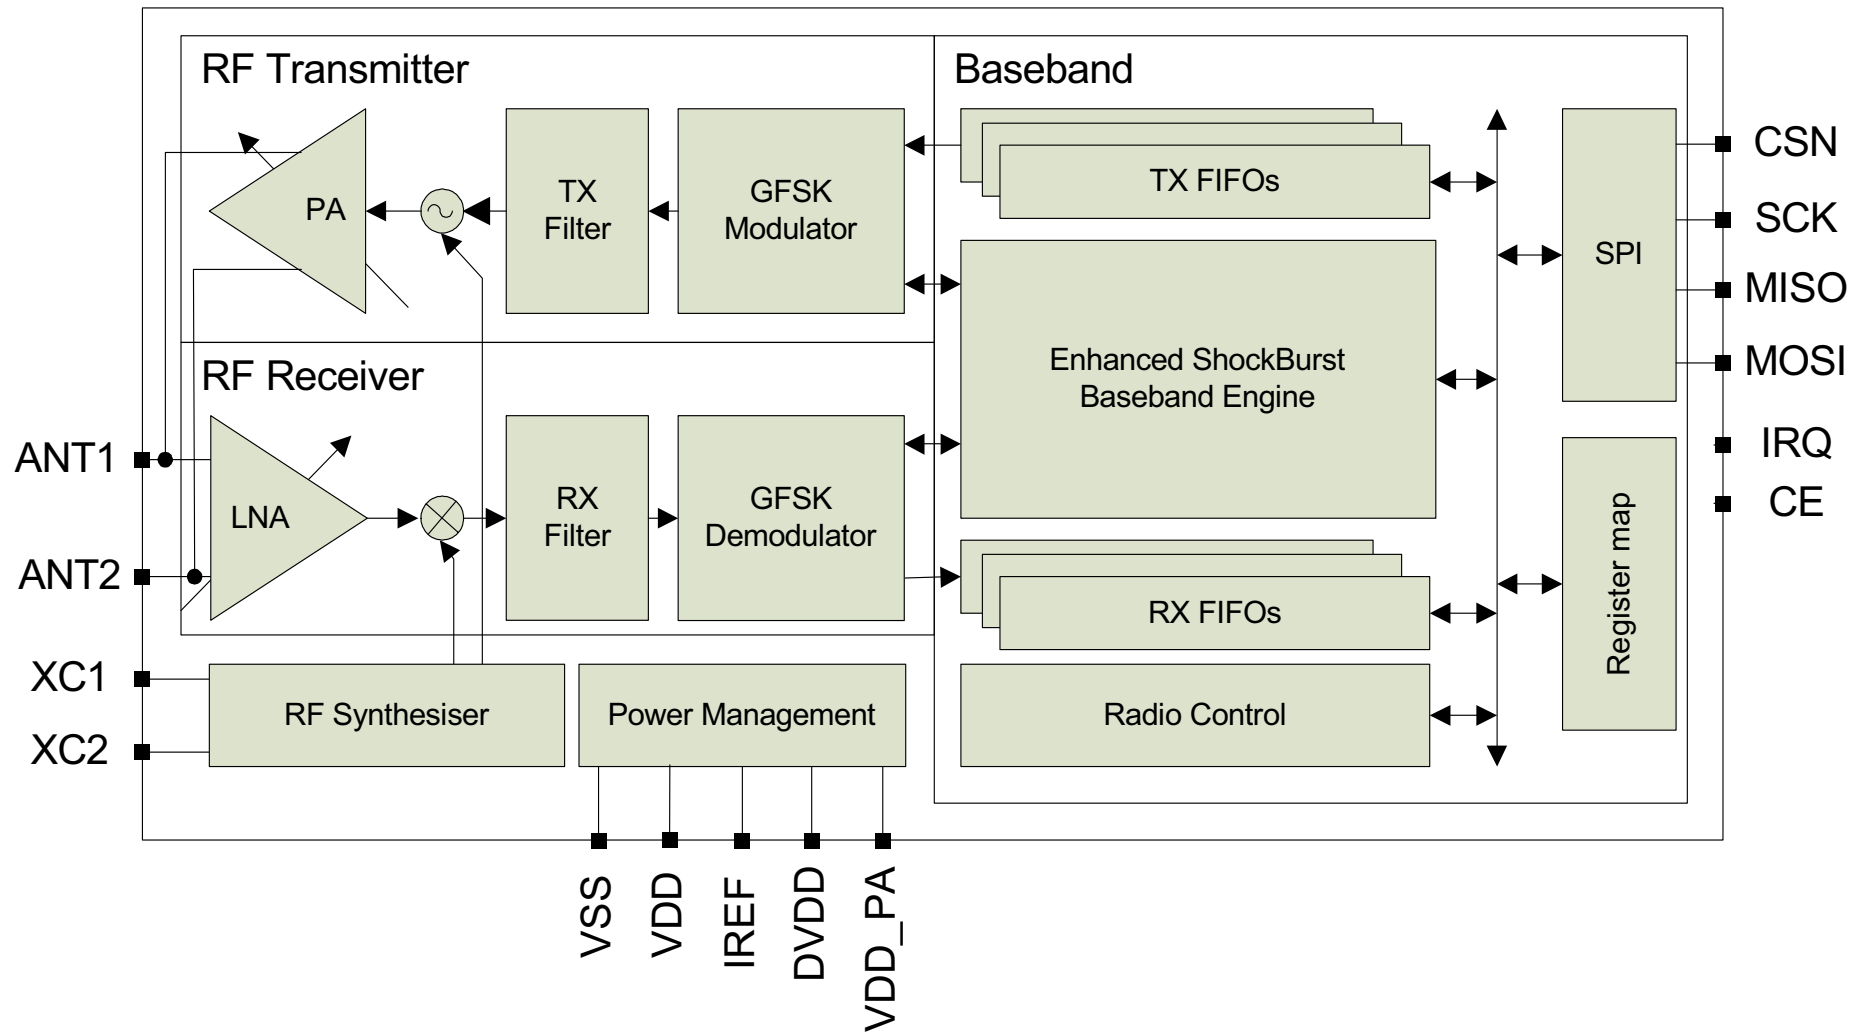 RF Transmitter
Baseband
PA
TX
Filter
GFSK
Modulator
TX FIFOs
SPI
CSN
SCK
MISO
MOSI
IRQ
CE
Enhanced ShockBurst
Baseband Engine
RF Receiver
ANT1
ANT2
LNA
RX
Filter
GFSK
Demodulator
RX FIFOs
Register map
XC1
XC2
RF Synthesiser
Power Management
Radio Control
VSS
VDD
IREF
DVDD
VDD_PA